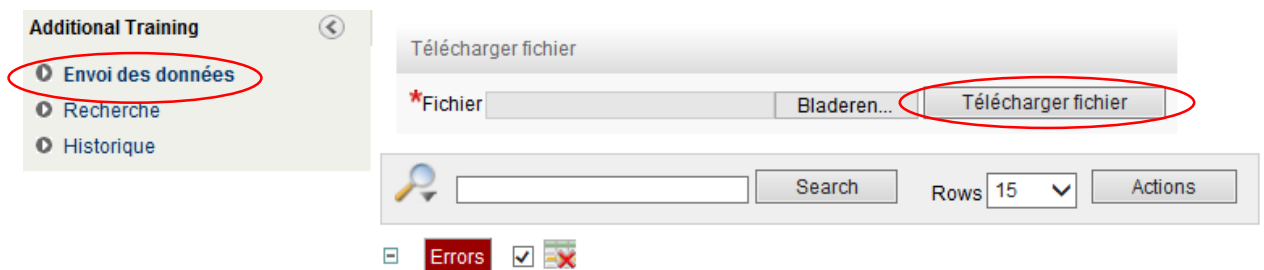 Additional Training
Envoi des données
Recherche
Historique
Télécharger fichier
*Fichier Bladeren... Télécharger fichier
Search Rows 15 Actions
Errors